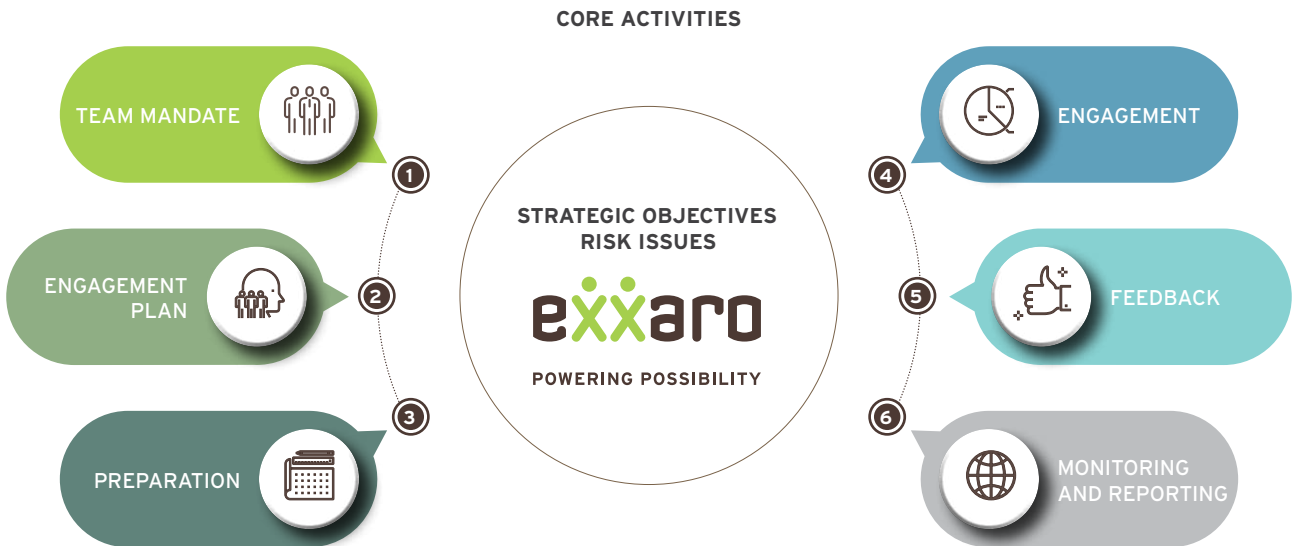 CORE ACTIVITIES
TEAM MANDATE
1
ENGAGEMENT
PLAN
2
PREPARATION
3
STRATEGIC OBJECTIVES
RISK ISSUES
exxaro
POWERING POSSIBILITY
4
ENGAGEMENT
5
FEEDBACK
6
MONITORING
AND REPORTING